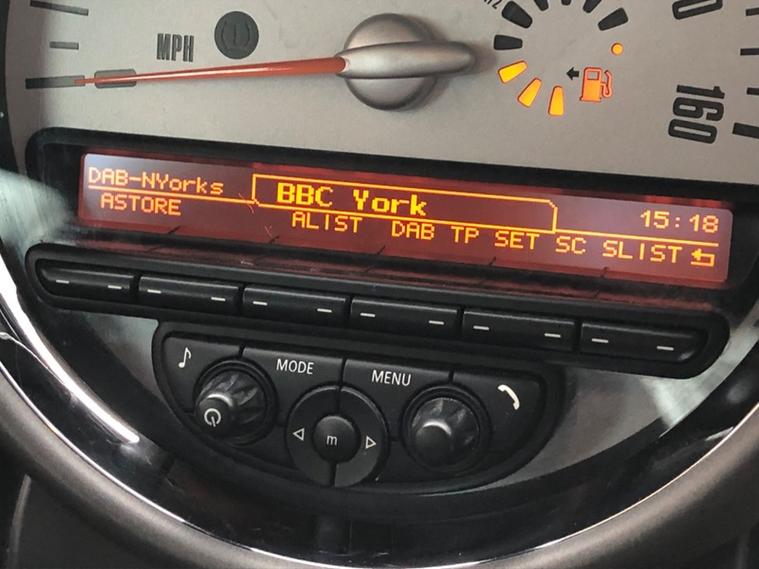 MPH
160
DAB-NYorks BBC York 15:18
ASTORE ALIST DAB TP SET SC SLIST
MODE MENU
m